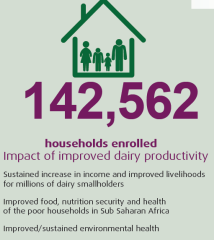 142,562
households enrolled
Impact of improved dairy productivity
Sustained increase in income and improved livelihoods
for millions of dairy smallholders
Improved food, nutrition security and health
of the poor households in Sub Saharan Africa
Improved/sustained environmental health